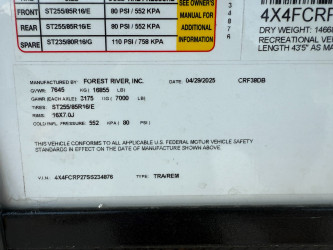 SEE OWNER'S
MANUAL FOR
ADDITIONAL
INFORMATION
FRONT ST255/85R16/E 80 PSI / 552 KPA
REAR ST255/85R16/E 80 PSI / 552 KPA
SPARE ST235/80R16/G 110 PSI / 758 KPA
34876
4X4FCRP
DRY WEIGHT: 1466
RECREATIONAL VE
LENGTH 43'5" AS MA
MANUFACTURED BY: FOREST RIVER, INC. DATE 04/29/2025 CRF39DB
GVWR: 7645 KG( 16855 LB)
GAWR (EACH AXLE): 3175 KG( 7000 LB)
TIRES: ST255/85R16/E
RIMS: 16X7.0J
COLD INFL. PRESSURE: 552 KPA ( 80 PSI)
THIS VEHICLE CONFORMS TO ALL APPLICABLE U.S. FEDERAL MOTOR VEHICLE SAFETY
STANDARDS IN EFFECT ON THE DATE OF MANUFACTURE SHOWN ABOVE.
V.I.N.: 4X4FCRP27SS234876 TYPE: TRA/REM